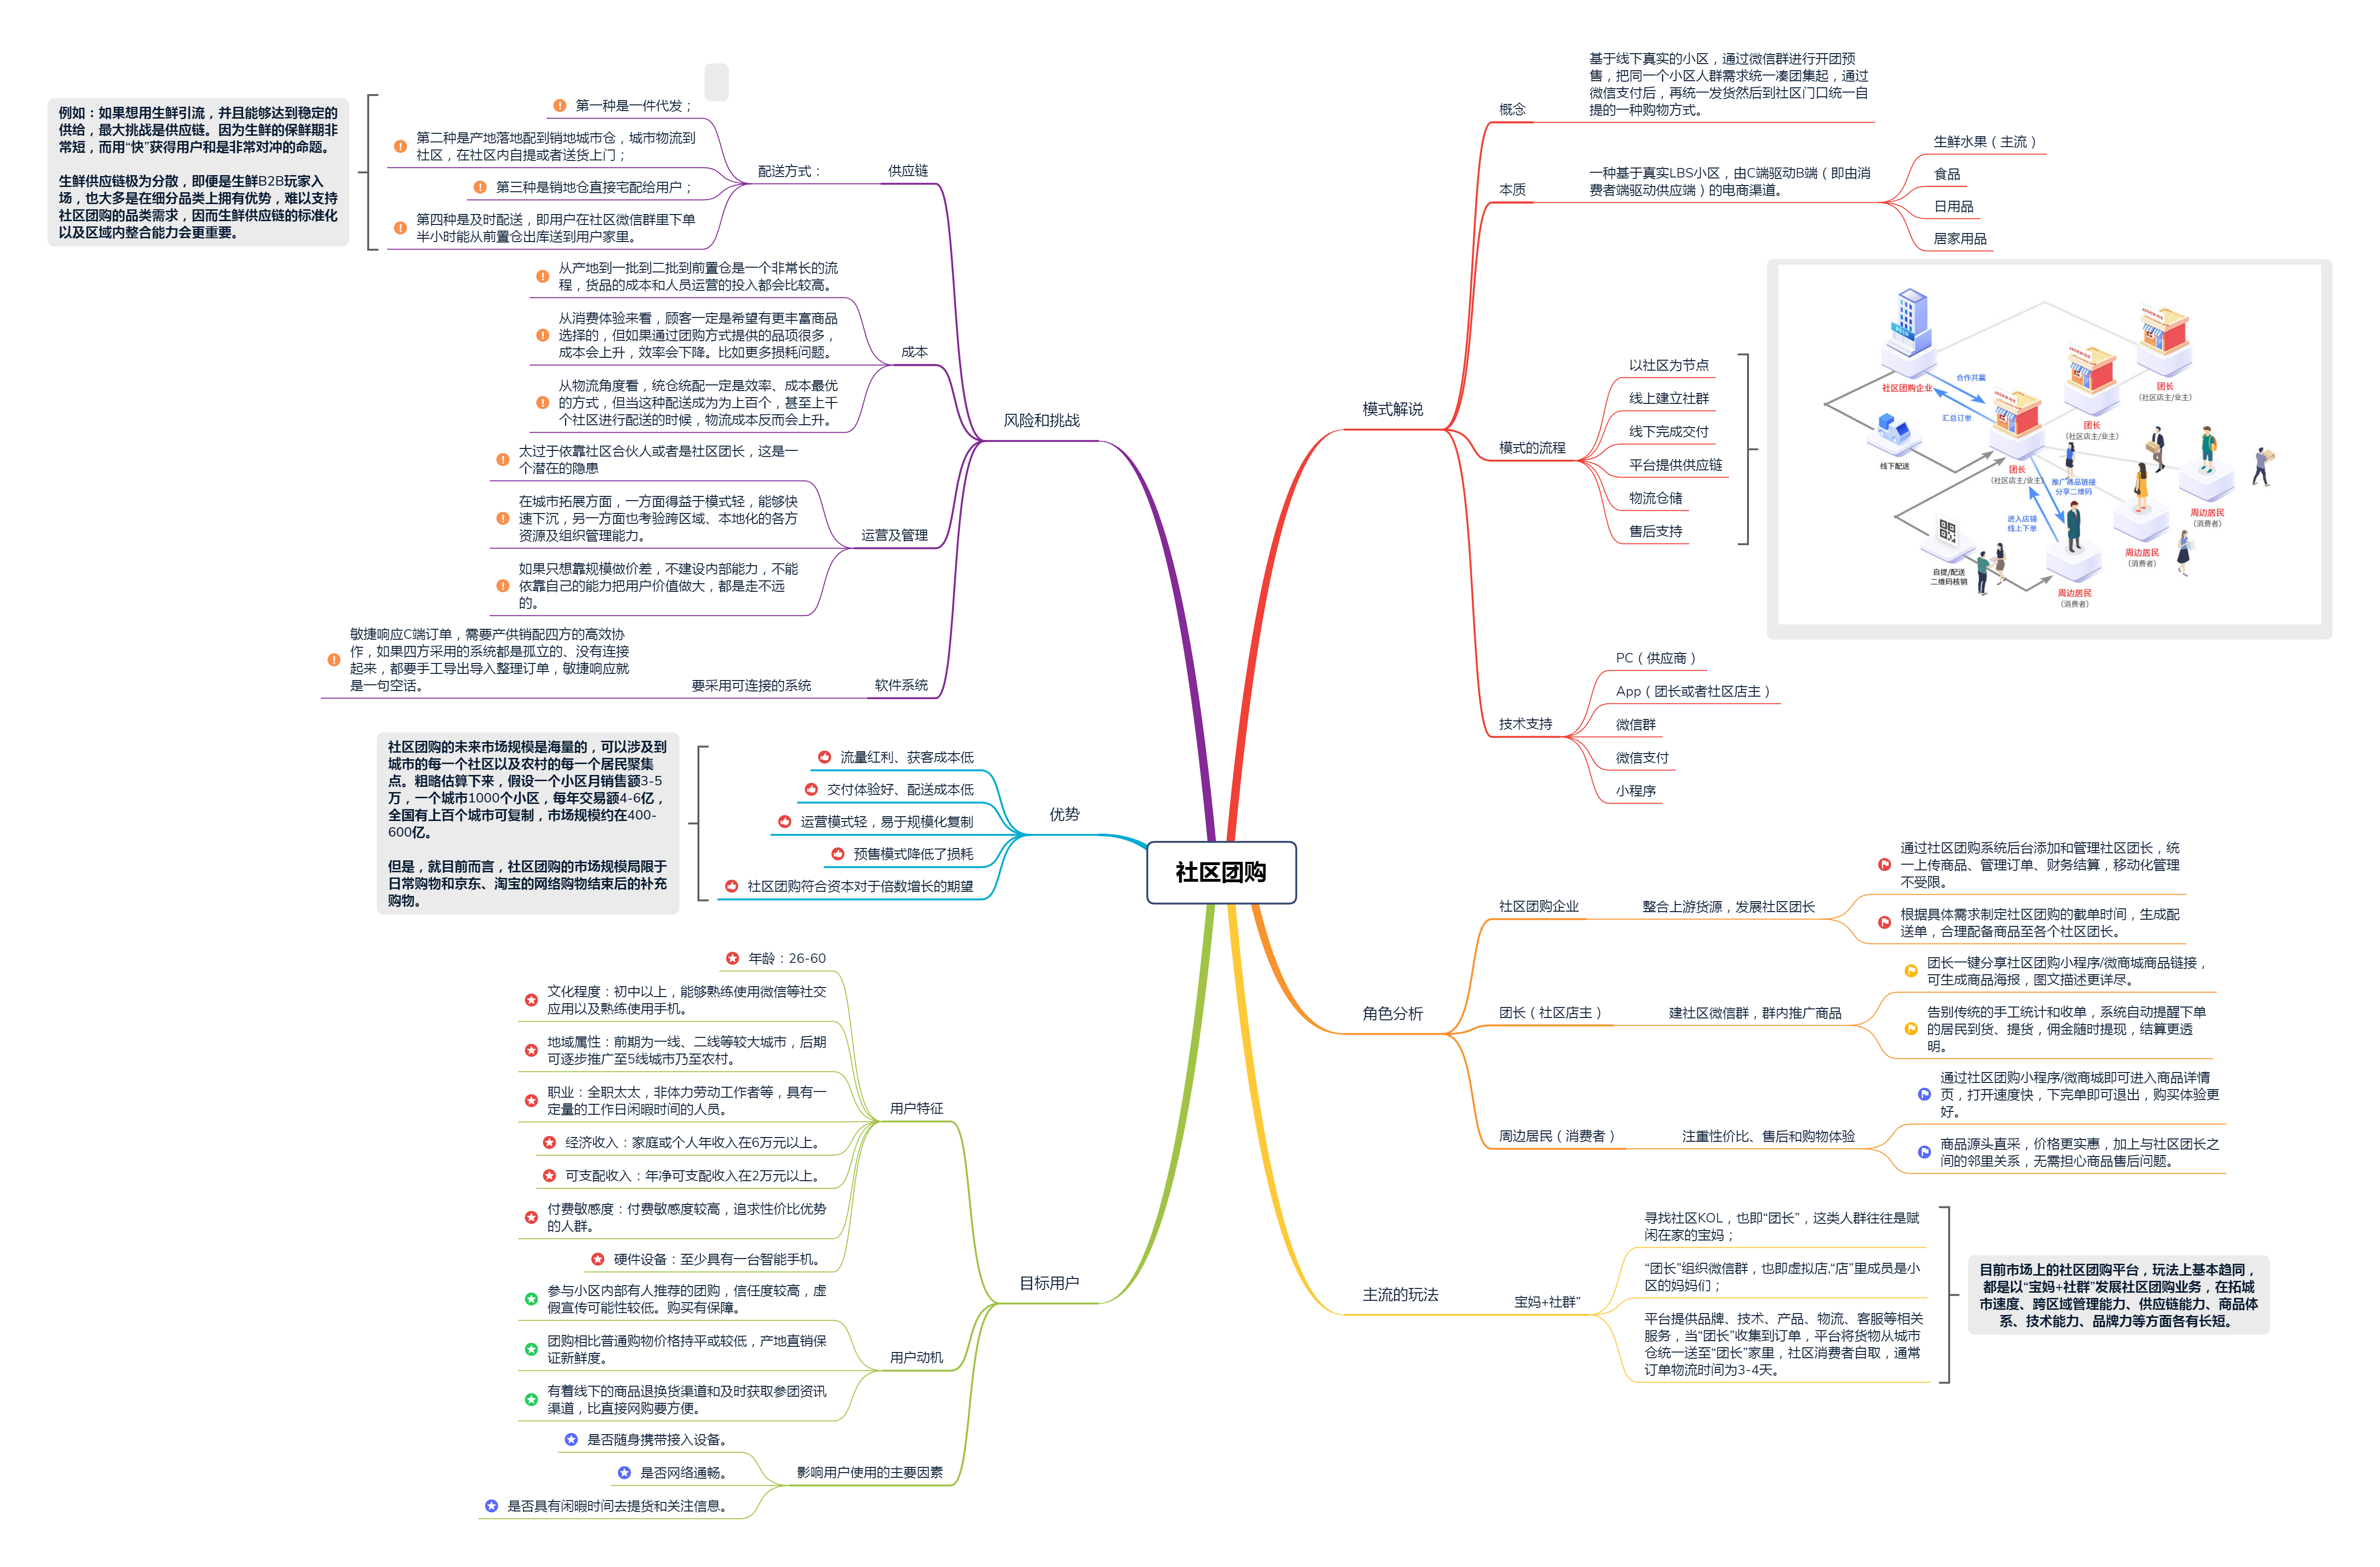 社区团购
模式解说
概念
基于线下真实的小区，通过微信群进行开团预
售，把同一个小区人群需求统一凑团集起，通过
微信支付后，再统一发货然后到社区门口统一自
提的一种购物方式。
本质
一种基于真实LBS小区，由C端驱动B端（即由消
费者端驱动供应端）的电商渠道。
生鲜水果（主流）
食品
日用品
居家用品
模式的流程
以社区为节点
线上建立社群
线下完成交付
平台提供供应链
物流仓储
售后支持
社区团购企业
合作共赢
汇总订单
线下配送
团长
（社区店主/业主）
团长
（社区店主/业主）
团长
（社区店主/业主）
推广商品链接
分享二维码
进入店铺
线上下单
自提/配送
二维码核销
周边居民
（消费者）
周边居民
（消费者）
周边居民
（消费者）
技术支持
PC（供应商）
App（团长或者社区店主）
微信群
微信支付
小程序
角色分析
社区团购企业
整合上游货源，发展社区团长
通过社区团购系统后台添加和管理社区团长，统
一上传商品、管理订单、财务结算，移动化管理
不受限。
根据具体需求制定社区团购的截单时间，生成配
送单，合理配备商品至各个社区团长。
团长（社区店主）
建社区微信群，群内推广商品
团长一键分享社区团购小程序/微商城商品链接，
可生成商品海报，图文描述更详尽。
告别传统的手工统计和收单，系统自动提醒下单
的居民到货、提货，佣金随时提现，结算更透
明。
周边居民（消费者）
注重性价比、售后和购物体验
通过社区团购小程序/微商城即可进入商品详情
页，打开速度快，下完单即可退出，购买体验更
好。
商品源头直采，价格更实惠，加上与社区团长之
间的邻里关系，无需担心商品售后问题。
主流的玩法
宝妈+社群”
寻找社区KOL，也即“团长”，这类人群往往是赋
闲在家的宝妈；
“团长”组织微信群，也即虚拟店,“店”里成员是小
区的妈妈们；
平台提供品牌、技术、产品、物流、客服等相关
服务，当“团长”收集到订单，平台将货物从城市
仓统一送至“团长”家里，社区消费者自取，通常
订单物流时间为3-4天。
目前市场上的社区团购平台，玩法上基本趋同，
都是以“宝妈+社群”发展社区团购业务，在拓城
市速度、跨区域管理能力、供应链能力、商品体
系、技术能力、品牌力等方面各有长短。
风险和挑战
供应链
配送方式：
第一种是一件代发；
第二种是产地落地配到销地城市仓，城市物流到
社区，在社区内自提或者送货上门；
第三种是销地仓直接宅配给用户；
第四种是及时配送，即用户在社区微信群里下单
半小时能从前置仓出库送到用户家里。
例如：如果想用生鲜引流，并且能够达到稳定的
供给，最大挑战是供应链。因为生鲜的保鲜期非
常短，而用“快”获得用户和是非常对冲的命题。
生鲜供应链极为分散，即便是生鲜B2B玩家入
场，也大多是在细分品类上拥有优势，难以支持
社区团购的品类需求，因而生鲜供应链的标准化
以及区域内整合能力会更重要。
成本
从产地到一批到二批到前置仓是一个非常长的流
程，货品的成本和人员运营的投入都会比较高。
从消费体验来看，顾客一定是希望有更丰富商品
选择的，但如果通过团购方式提供的品项很多，
成本会上升，效率会下降。比如更多损耗问题。
从物流角度看，统仓统配一定是效率、成本最优
的方式，但当这种配送成为为上百个，甚至上千
个社区进行配送的时候，物流成本反而会上升。
运营及管理
太过于依靠社区合伙人或者是社区团长，这是一
个潜在的隐患
在城市拓展方面，一方面得益于模式轻，能够快
速下沉，另一方面也考验跨区域、本地化的各方
资源及组织管理能力。
如果只想靠规模做价差，不建设内部能力，不能
依靠自己的能力把用户价值做大，都是走不远
的。
软件系统
要采用可连接的系统
敏捷响应C端订单，需要产供销配四方的高效协
作，如果四方采用的系统都是孤立的、没有连接
起来，都要手工导出导入整理订单，敏捷响应就
是一句空话。
优势
流量红利、获客成本低
交付体验好、配送成本低
运营模式轻，易于规模化复制
预售模式降低了损耗
社区团购符合资本对于倍数增长的期望
社区团购的未来市场规模是海量的，可以涉及到
城市的每一个社区以及农村的每一个居民聚集
点。粗略估算下来，假设一个小区月销售额3-5
万，一个城市1000个小区，每年交易额4-6亿，
全国有上百个城市可复制，市场规模约在400-
600亿。
但是，就目前而言，社区团购的市场规模局限于
日常购物和京东、淘宝的网络购物结束后的补充
购物。
目标用户
用户特征
年龄：26-60
文化程度：初中以上，能够熟练使用微信等社交
应用以及熟练使用手机。
地域属性：前期为一线、二线等较大城市，后期
可逐步推广至5线城市乃至农村。
职业：全职太太，非体力劳动工作者等，具有一
定量的工作日闲暇时间的人员。
经济收入：家庭或个人年收入在6万元以上。
可支配收入：年净可支配收入在2万元以上。
付费敏感度：付费敏感度较高，追求性价比优势
的人群。
硬件设备：至少具有一台智能手机。
用户动机
参与小区内部有人推荐的团购，信任度较高，虚
假宣传可能性较低。购买有保障。
团购相比普通购物价格持平或较低，产地直销保
证新鲜度。
有着线下的商品退换货渠道和及时获取参团资讯
渠道，比直接网购要方便。
影响用户使用的主要因素
是否随身携带接入设备。
是否网络通畅。
是否具有闲暇时间去提货和关注信息。